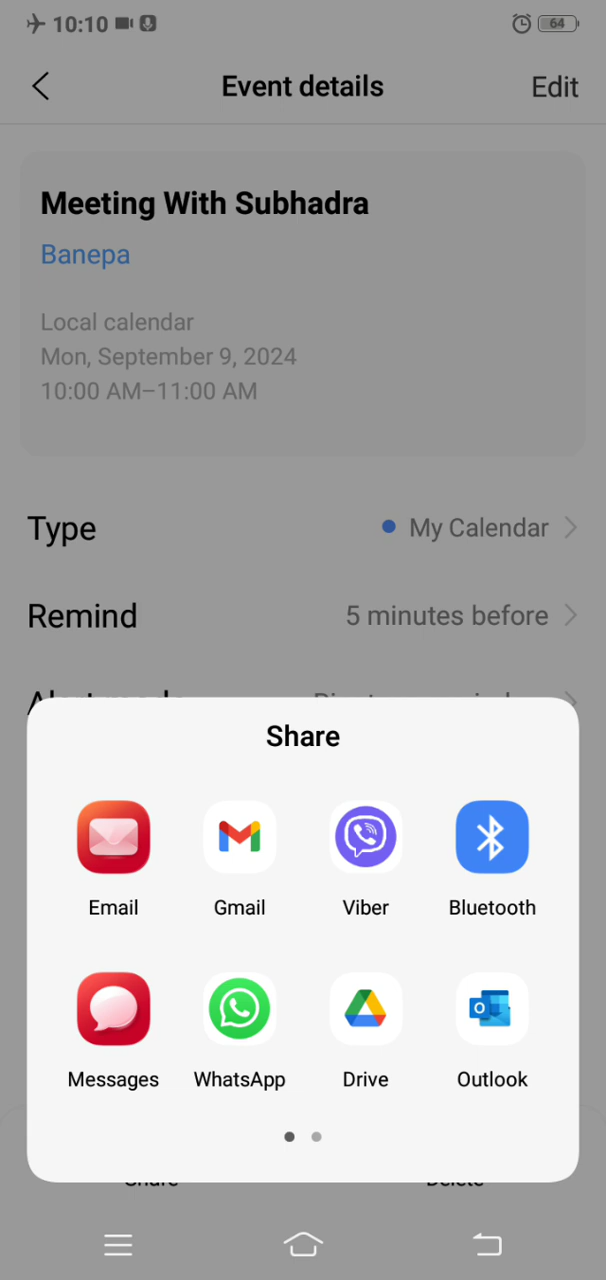 10:10 64
Event details Edit
Meeting With Subhadra
Banepa
Local calendar
Mon, September 9, 2024
10:00 AM–11:00 AM
Type My Calendar
Remind 5 minutes before
Share
Email Gmail Viber Bluetooth
Messages WhatsApp Drive Outlook
Share Delete